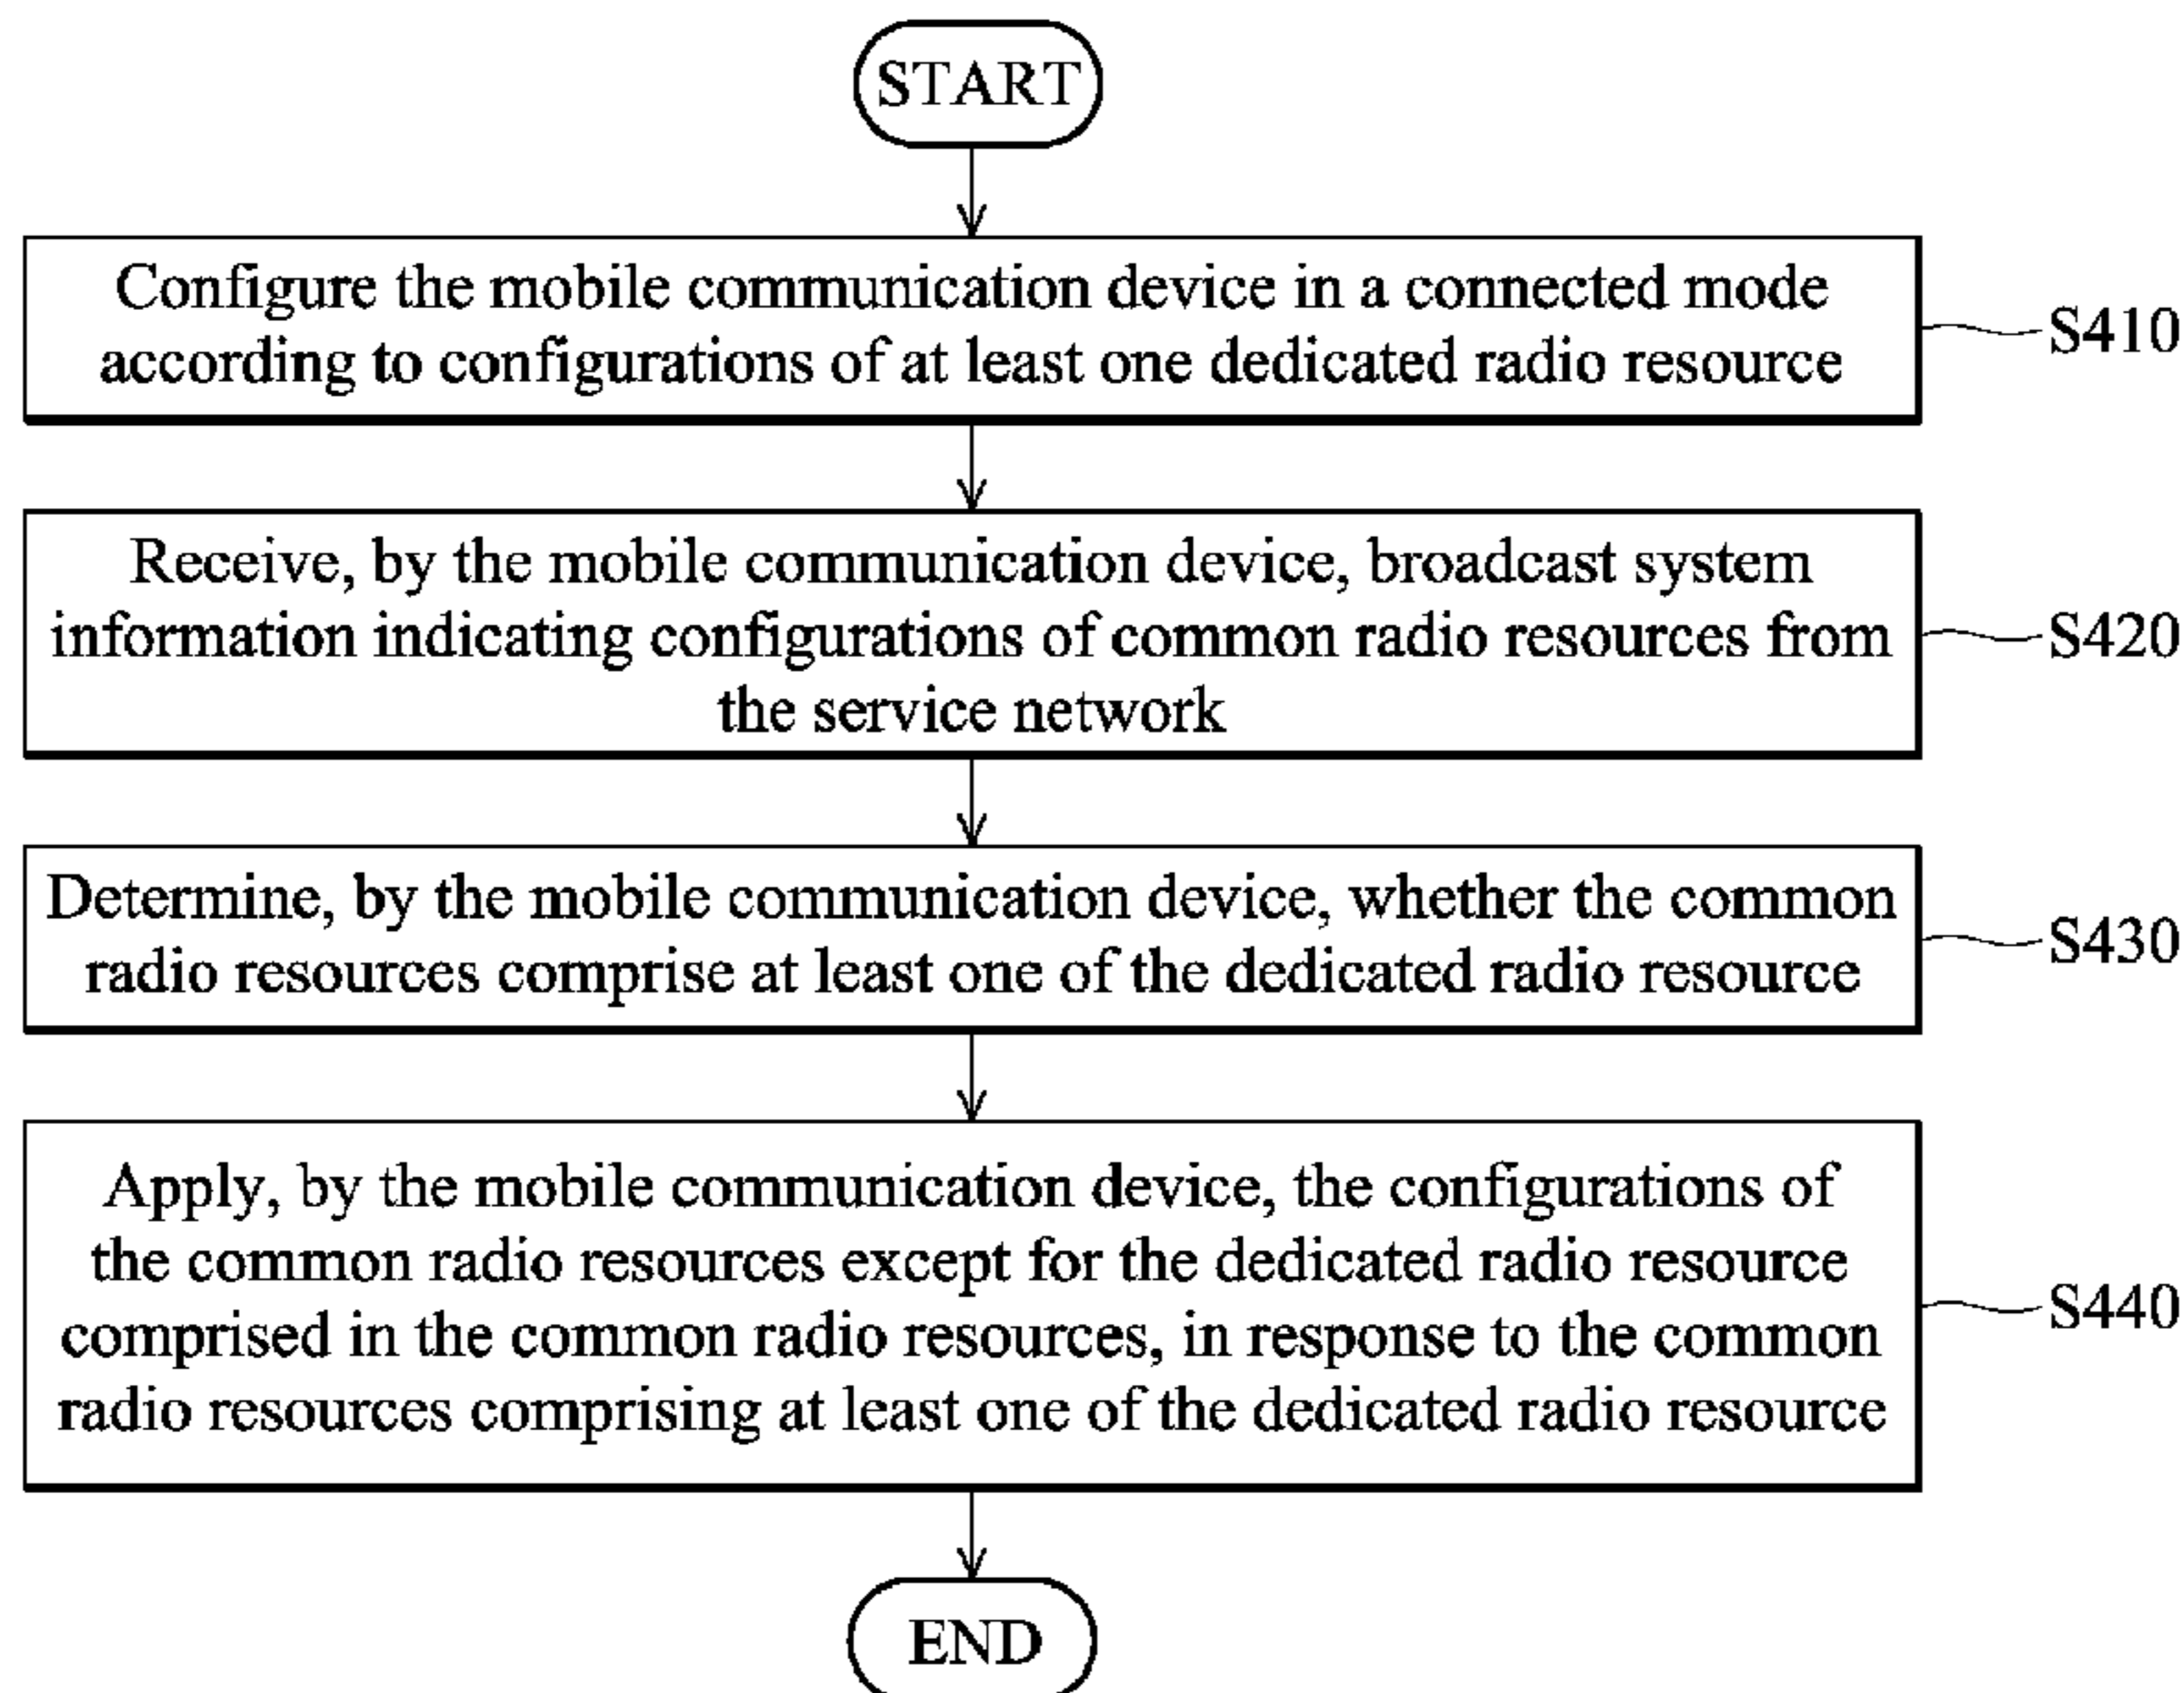 START
Configure the mobile communication device in a connected mode
according to configurations of at least one dedicated radio resource
S410
Receive, by the mobile communication device, broadcast system
information indicating configurations of common radio resources from
the service network
S420
Determine, by the mobile communication device, whether the common
radio resources comprise at least one of the dedicated radio resource
S430
Apply, by the mobile communication device, the configurations of
the common radio resources except for the dedicated radio resource
comprised in the common radio resources, in response to the common
radio resources comprising at least one of the dedicated radio resource
S440
END